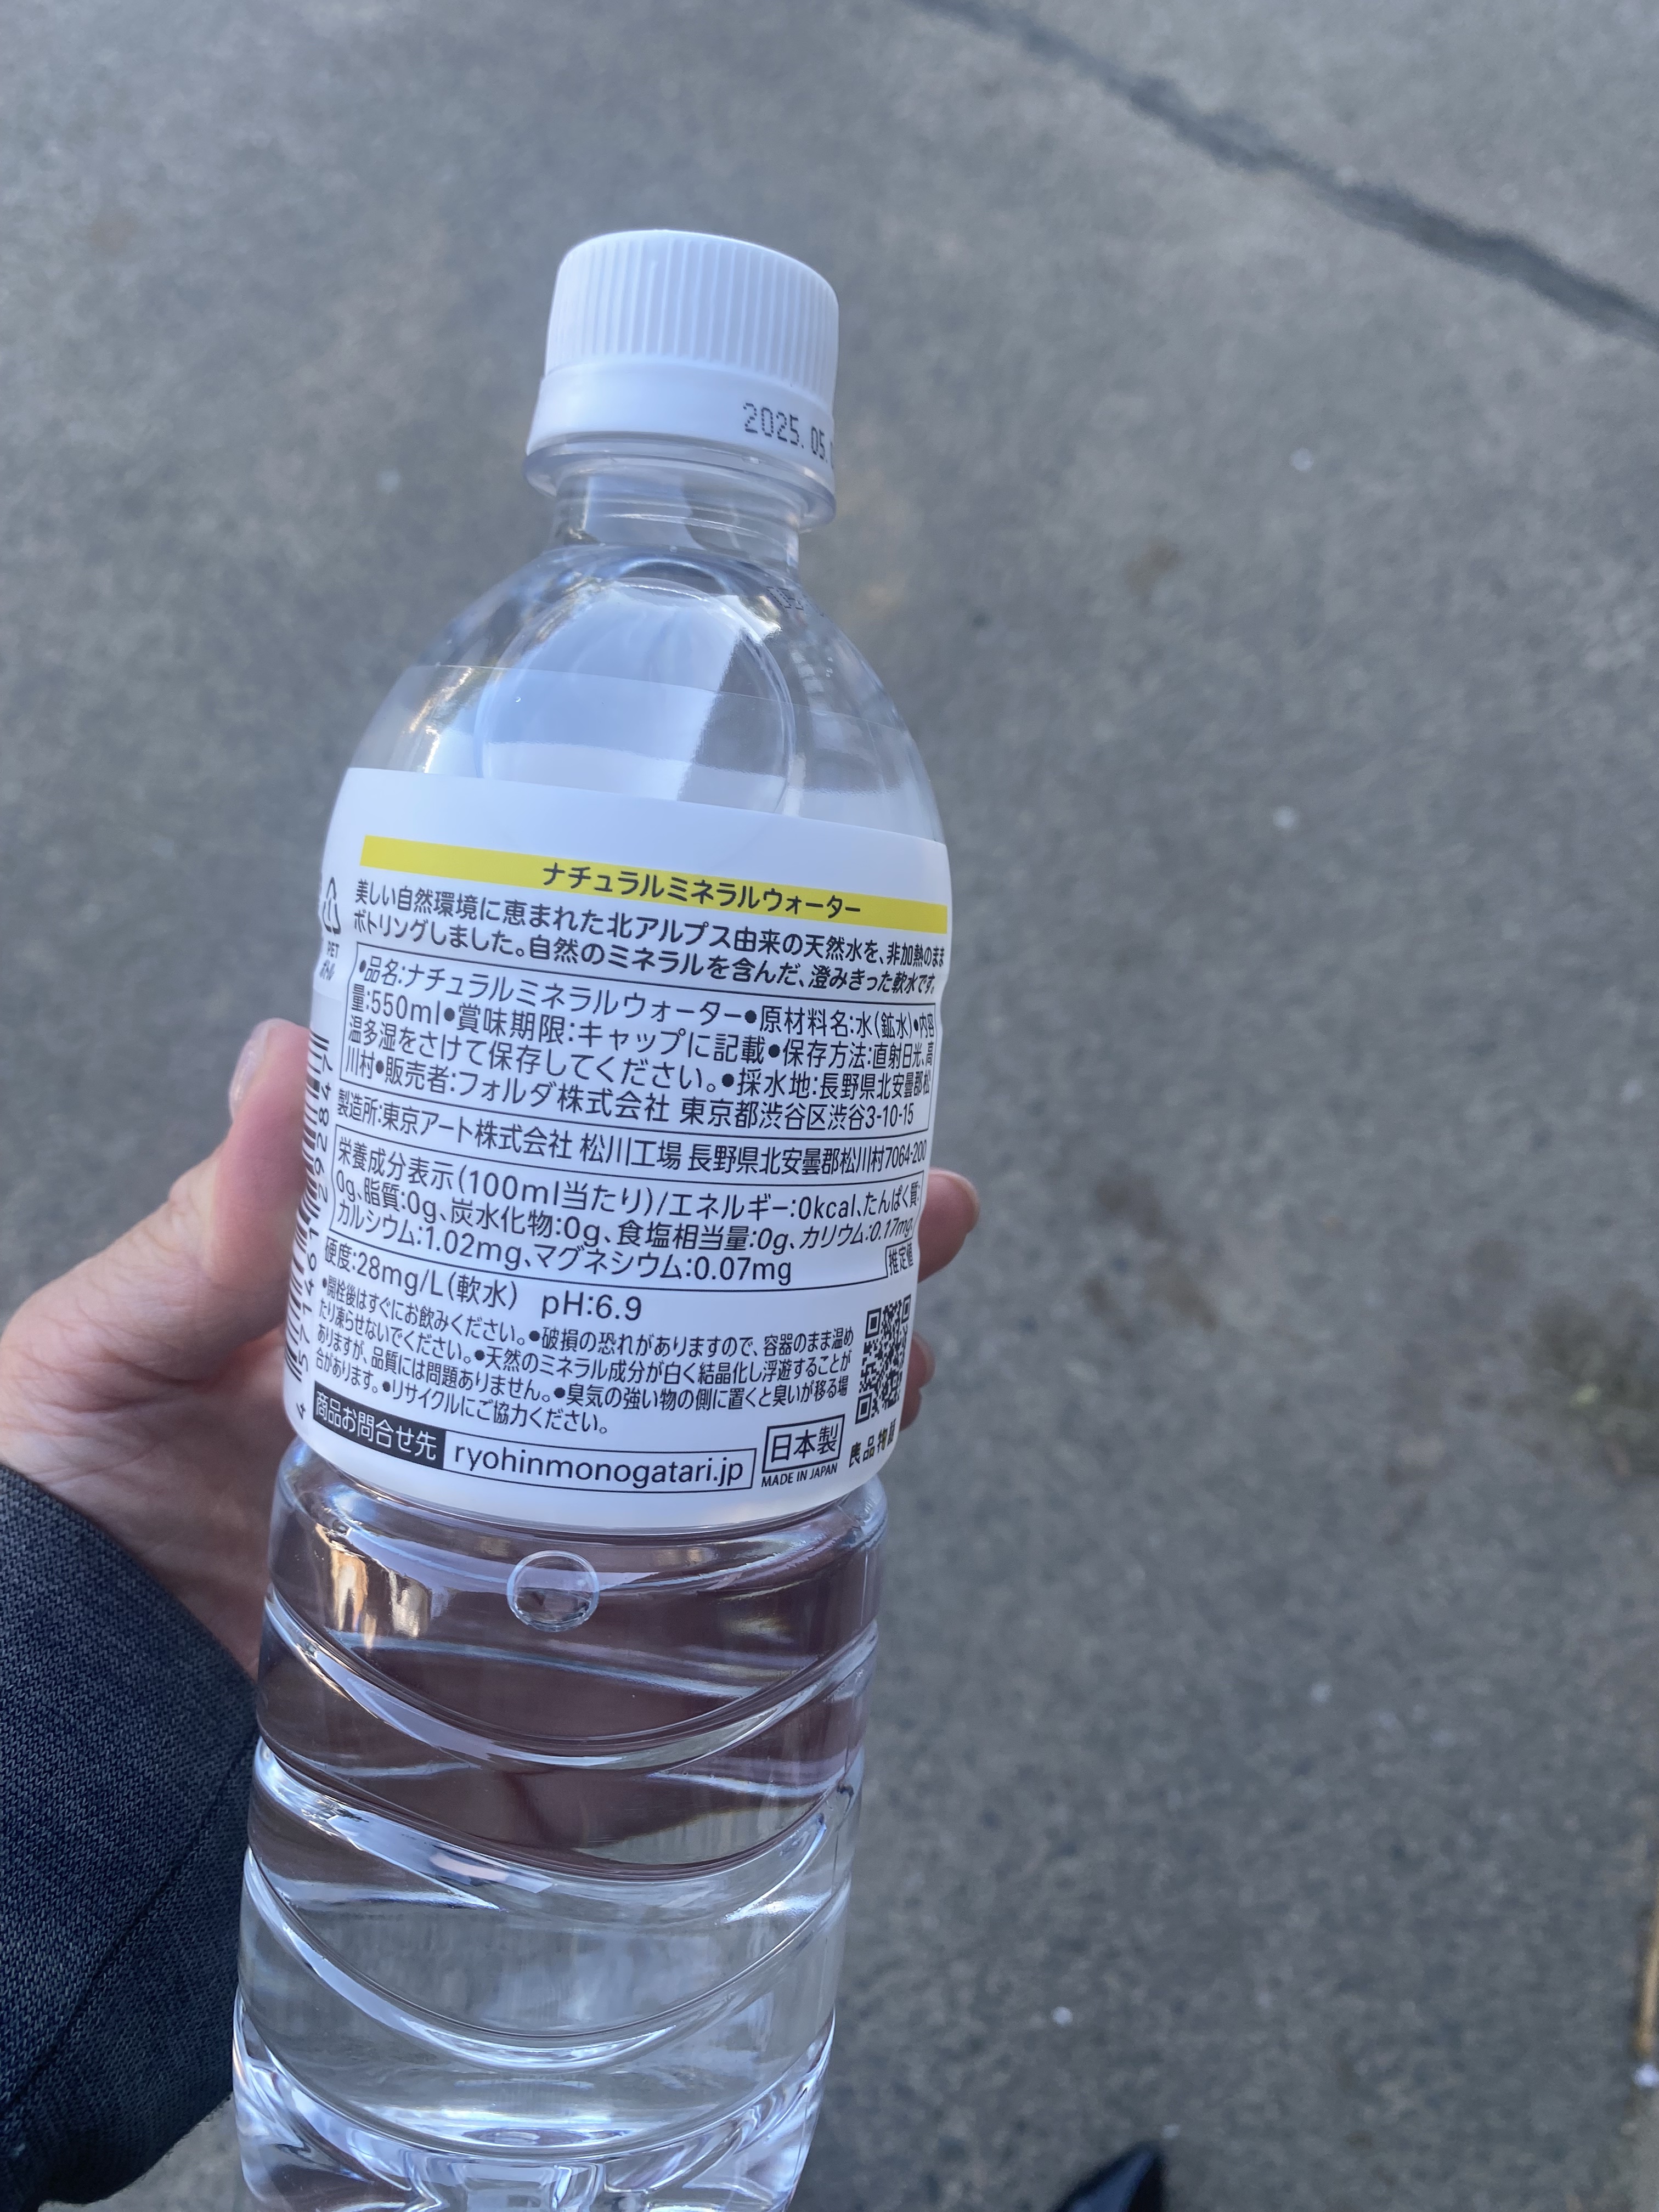 2025. 05.
ナチュラルミネラルウォーター
美しい自然環境に恵まれた北アルプス由来の天然水を、非加熱のまま
ボトリングしました。自然のミネラルを含んだ、澄みきった軟水です。
●品名:ナチュラルミネラルウォーター●原材料名:水(鉱水)●内容
量:550ml●賞味期限:キャップに記載●保存方法:直射日光、高
温多湿をさけて保存してください。●採水地:長野県北安曇郡松
川村●販売者:フォルダ株式会社 東京都渋谷区渋谷3-10-15
製造所:東京アート株式会社 松川工場 長野県北安曇郡松川村7064-200
栄養成分表示(100ml当たり)/エネルギー:0kcal、たんぱく質:
0g、脂質:0g、炭水化物:0g、食塩相当量:0g、カリウム:0.17mg、
カルシウム:1.02mg、マグネシウム:0.07mg
推定値
硬度:28mg/L(軟水) pH:6.9
●開栓後はすぐにお飲みください。●破損の恐れがありますので、容器のまま温め
たり凍らせないでください。●天然のミネラル成分が白く結晶化し浮遊することが
ありますが、品質には問題ありません。●臭気の強い物の側に置くと臭いが移る場
合があります。●リサイクルにご協力ください。
商品お問合せ先 ryohinmonogatari.jp
日本製
MADE IN JAPAN
良品物語
PET
ボトル